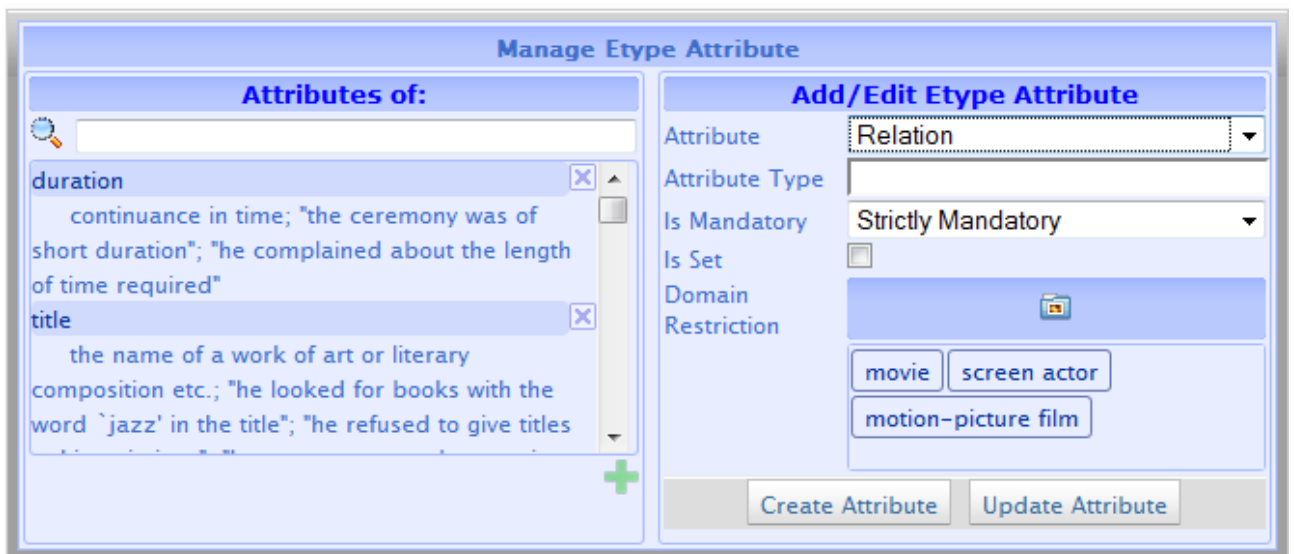 Manage Etype Attribute
Attributes of:
duration
continuance in time; "the ceremony was of
short duration"; "he complained about the length
of time required"
title
the name of a work of art or literary
composition etc.; "he looked for books with the
word `jazz' in the title"; "he refused to give titles
Add/Edit Etype Attribute
Attribute
Relation
Attribute Type
Is Mandatory
Strictly Mandatory
Is Set
Domain
Restriction
movie
screen actor
motion-picture film
Create Attribute
Update Attribute